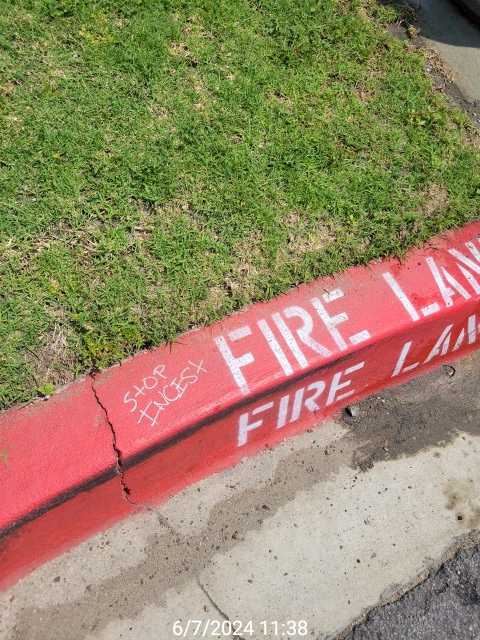 STOP
INCEST
FIRE LAN
FIRE LAN
6/7/2024 11:38